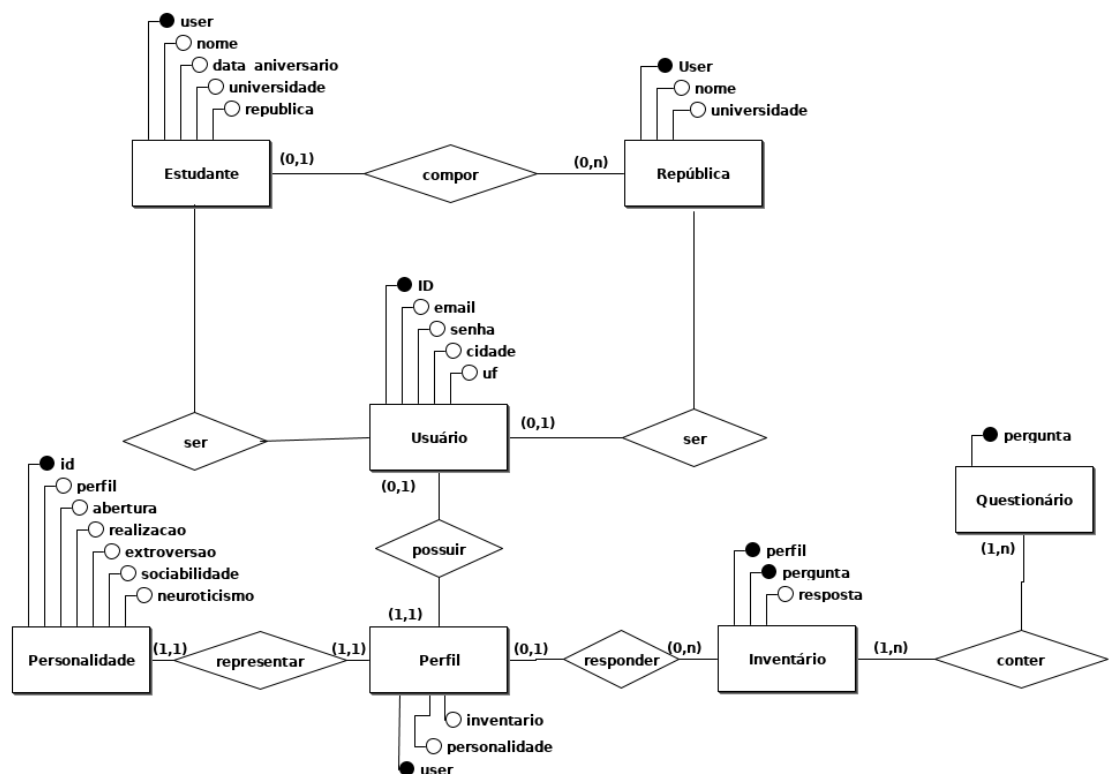 user
nome
data aniversario
universidade
republica
User
nome
universidade
Estudante
(0,1)
compor
(0,n)
República
ID
email
senha
cidade
uf
ser
Usuário
(0,1)
ser
(0,1)
pergunta
Questionário
(1,n)
id
perfil
abertura
realizacao
extroversao
sociabilidade
neuroticismo
possuir
perfil
pergunta
resposta
(1,1)
Personalidade
(1,1)
representar
(1,1)
Perfil
(0,1)
responder
(0,n)
Inventário
(1,n)
conter
inventário
personalidade
user